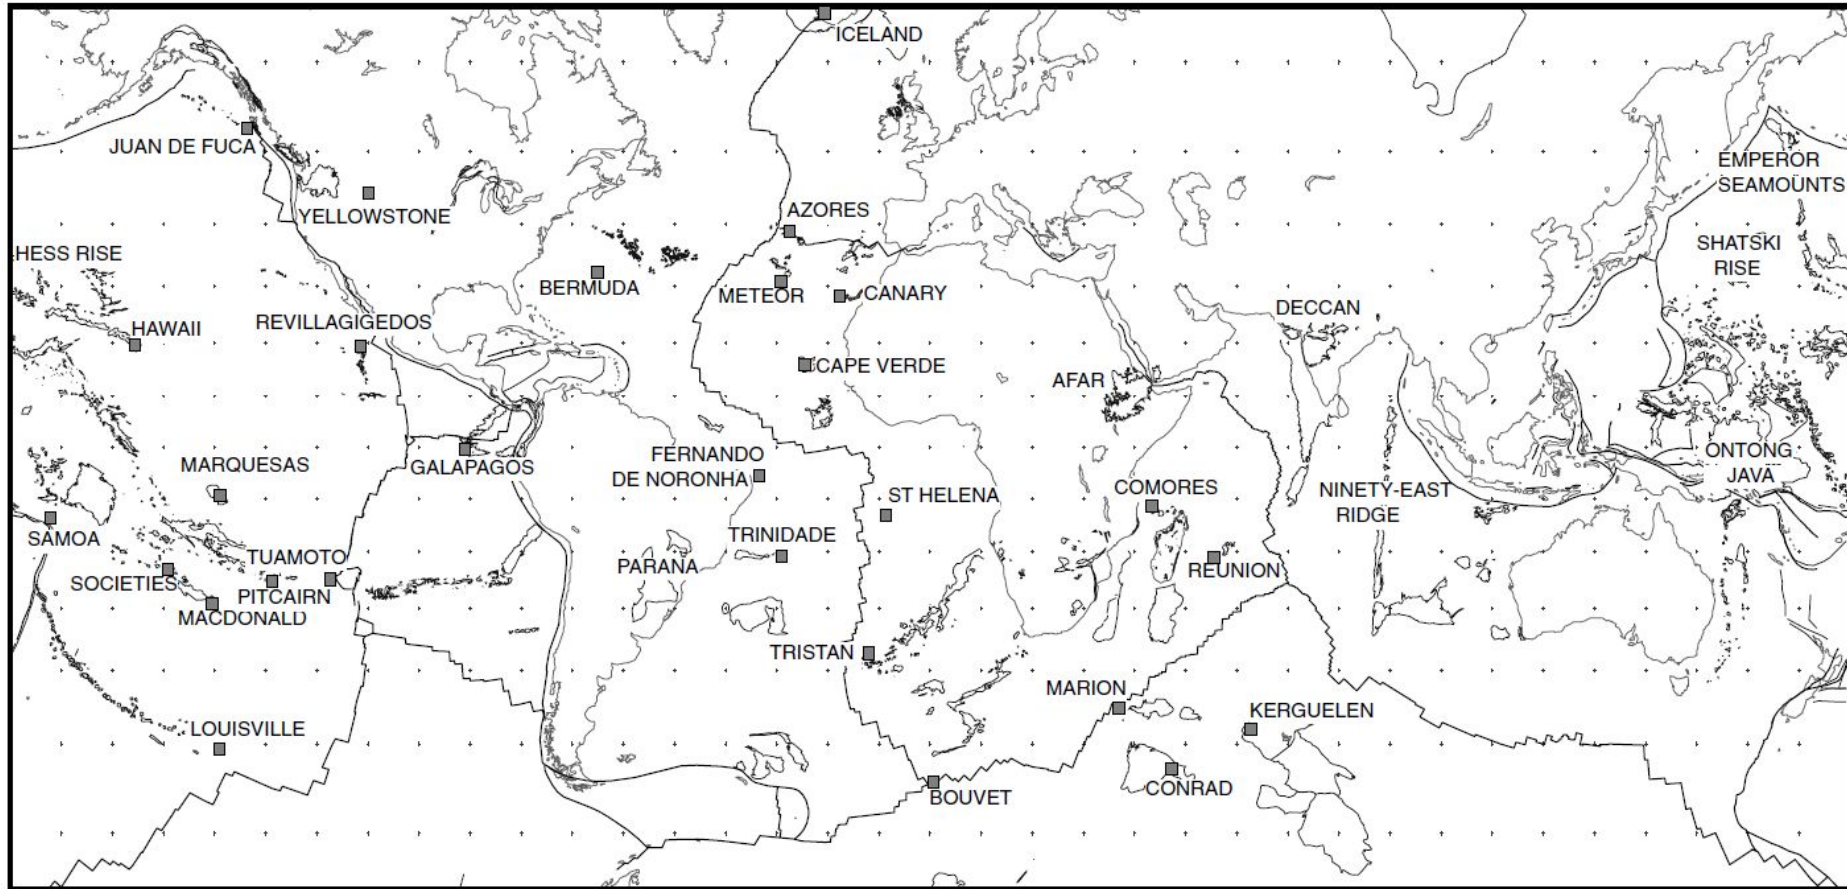 ICELAND
JUAN DE FUCA
YELLOWSTONE
EMPEROR
SEAMOUNTS
AZORES
HESS RISE
SHATSKI
RISE
BERMUDA
METEOR
CANARY
HAWAII
REVILLAGIGEDOS
DECCAN
CAPE VERDE
AFAR
MARQUESAS
GALAPAGOS
FERNANDO
DE NORONHA
ST HELENA
COMORES
NINETY-EAST
RIDGE
ONTONG
JAVA
SAMOA
TRINIDADE
TUAMOTO
SOCIETIES
PITCAIRN
PARANA
REUNION
MACDONALD
TRISTAN
MARION
KERGUELEN
LOUISVILLE
CONRAD
BOUVET